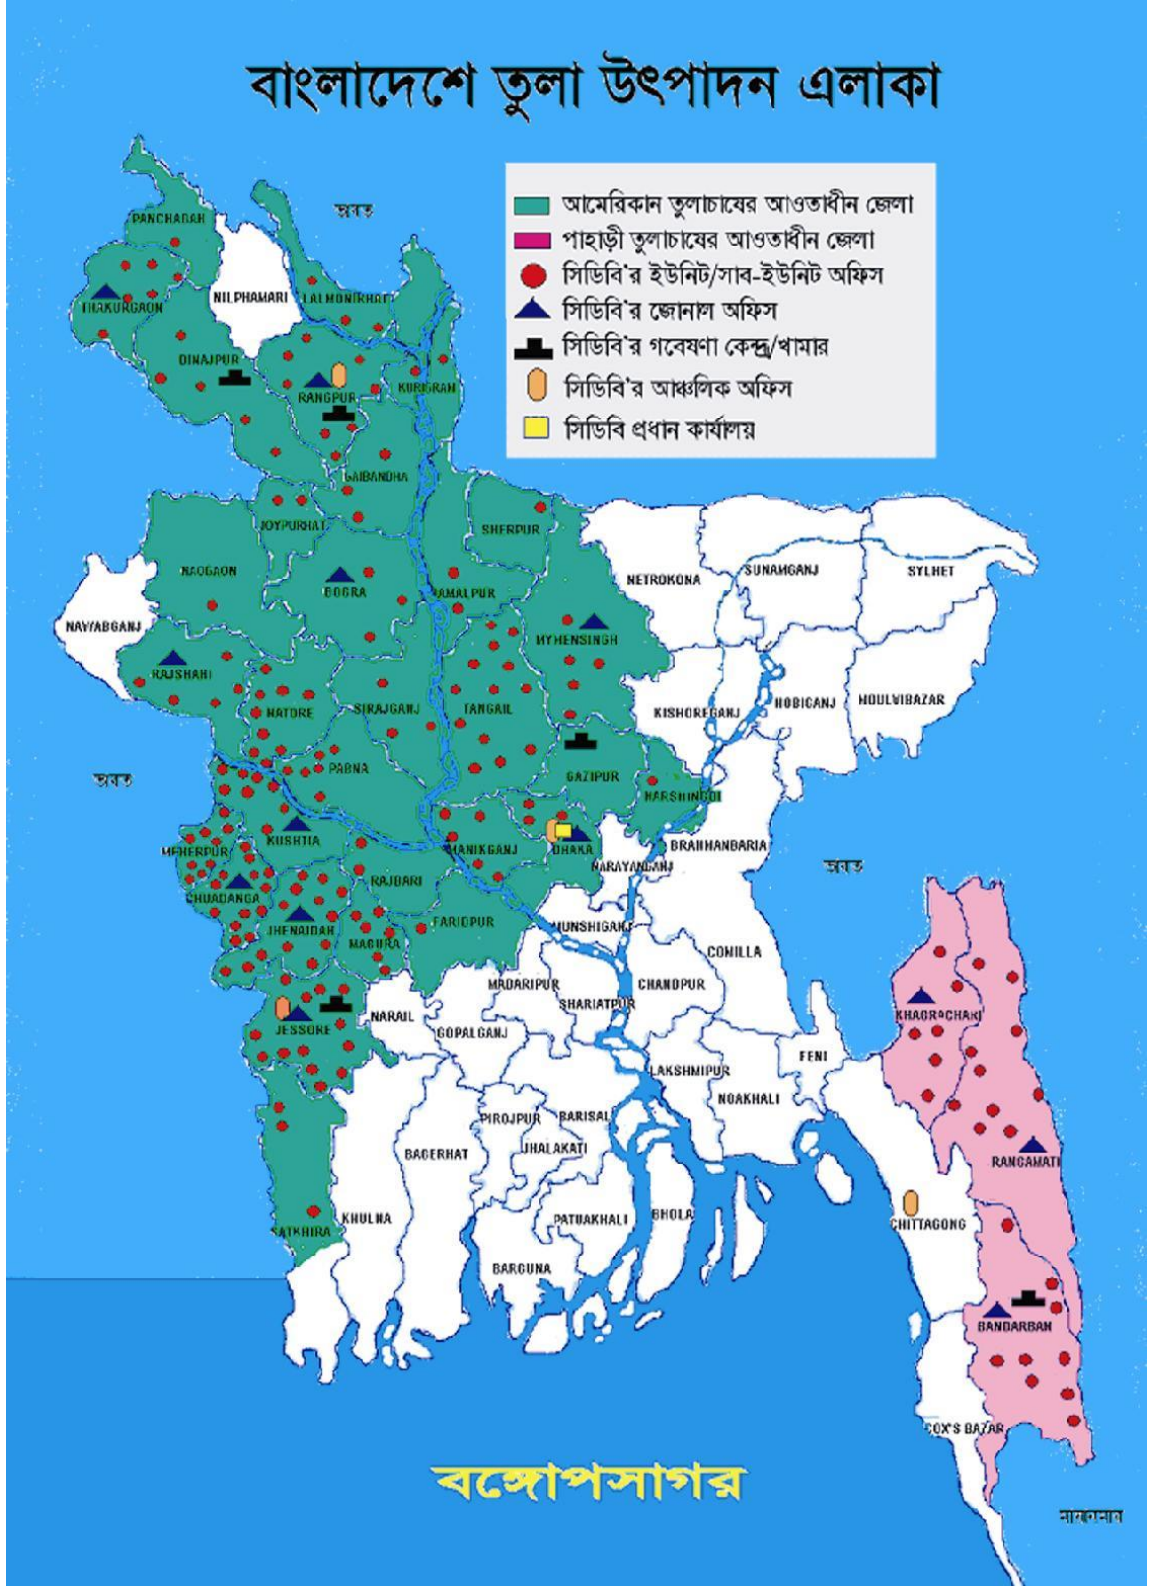 বাংলাদেশে তুলা উৎপাদন এলাকা
আমেরিকান তুলাচাষের আওতাধীন জেলা
পাহাড়ী তুলাচাষের আওতাধীন জেলা
সিডিবি'র ইউনিট/সাব-ইউনিট অফিস
সিডিবি'র জোনাল অফিস
সিডিবি'র গবেষণা কেন্দ্র/খামার
সিডিবি'র আঞ্চলিক অফিস
সিডিবি প্রধান কার্যালয়
ভারত
PANCHAGAH
NILPHAMARI
LALMONIRHAT
THAKURGAON
DINAJPUR
RANGPUR
KURIGRAM
GAIBANDHA
JOYPURHAT
SHERPUR
NAOGAON
BOGRA
JAMALPUR
NETROKONA
SUNAMGANJ
SYLHET
NAWABGANJ
MYMENSINGH
RAJSHAHI
NATORE
SIRAJGANJ
TANGAIL
KISHOREGANJ
HOBIGANJ
MOULVIBAZAR
ভারত
PABNA
GAZIPUR
NARSHINGDI
KUSHTIA
MEHERPUR
MANIKGANJ
DHAKA
BRAHHANBARIA
NARAYANGANJ
ভারত
CHUADANGA
RAJBARI
JHENAIDAH
MAGURA
FARIDPUR
MUNSHIGANJ
COMILLA
MADARIPUR
SHARIATPUR
CHANDPUR
JESSORE
NARAIL
GOPALGANJ
KHAGRACHARI
FENI
LAKSHMIPUR
NOAKHALI
PIROJPUR
BARISAL
JHALAKATI
BAGERHAT
RANGAMATI
SATKHIRA
KHULNA
PATUAKHALI
BHOLA
CHITTAGONG
BARGUNA
BANDARBAN
COX'S BAZAR
বঙ্গোপসাগর